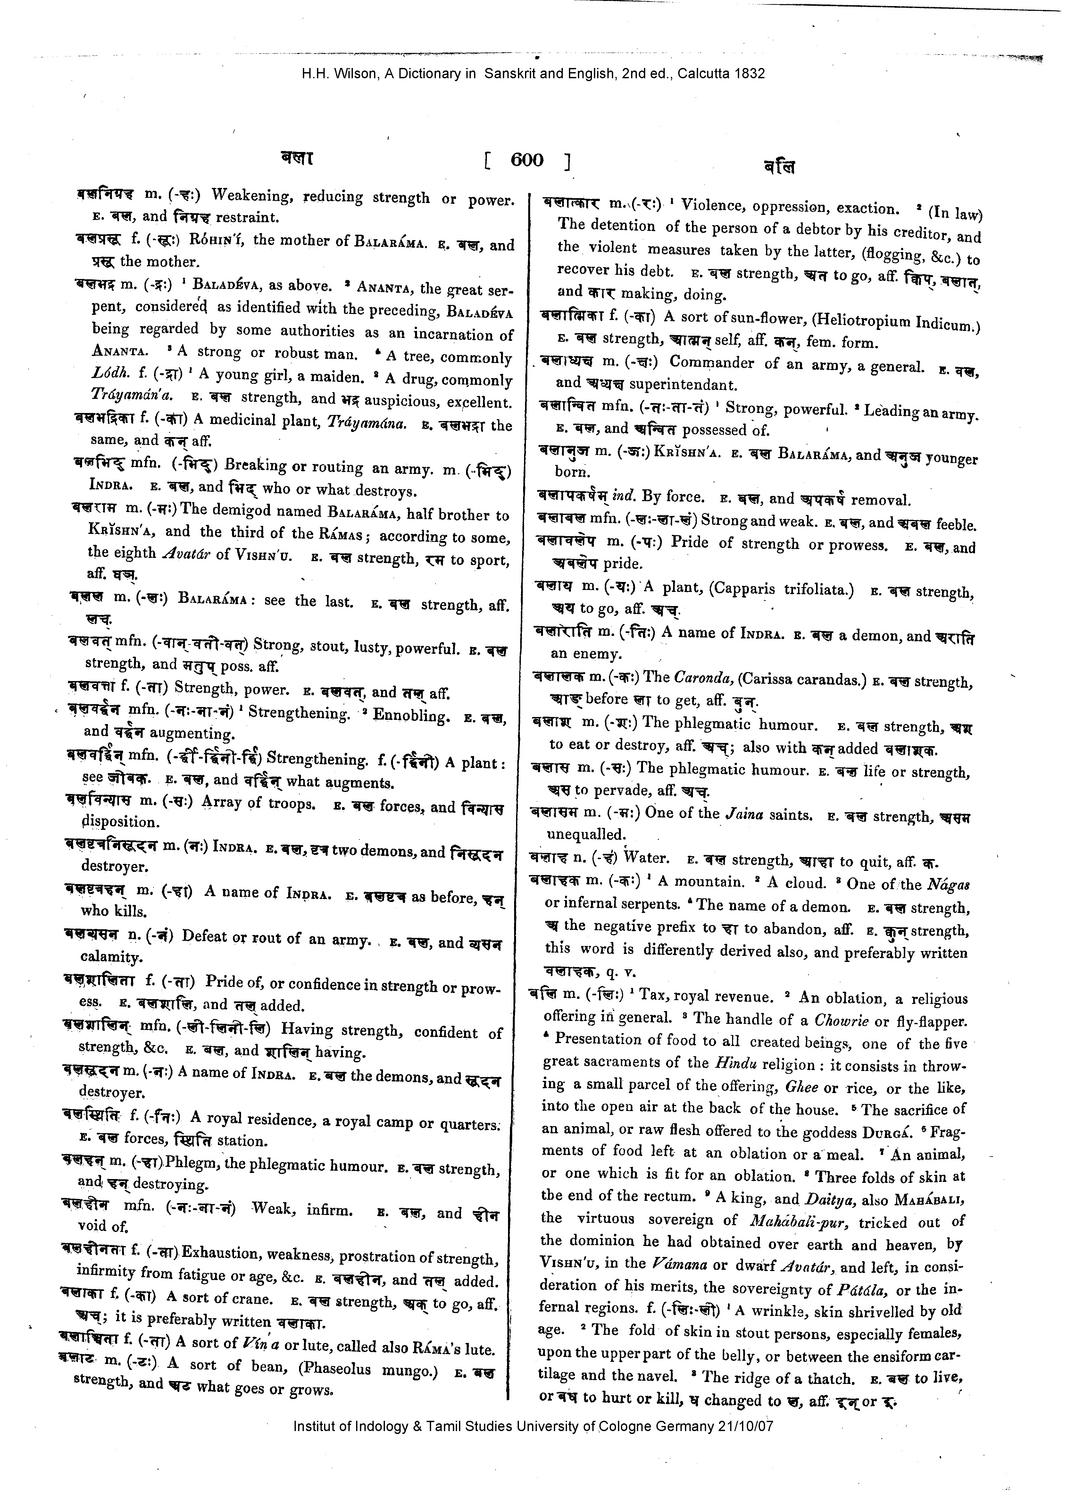 H.H. Wilson, A Dictionary in Sanskrit and English, 2nd ed., Calcutta 1832
बला
[ 600 ]
बलि
बलनिग्रह m. (-हः) Weakening, reducing strength or power.
E. बल, and निग्रह restraint.
बलप्रसू f. (-सूः) RÓHIN'Í, the mother of BALARÁMA. E. बल, and
प्रसू the mother.
बलभद्र m. (-द्रः) ¹ BALADÉVA, as above. ² ANANTA, the great ser-
pent, considered as identified with the preceding, BALADÉVA
being regarded by some authorities as an incarnation of
ANANTA. ³ A strong or robust man. ⁴ A tree, commonly
Lódh. f. (-द्रा) ¹ A young girl, a maiden. ² A drug, commonly
Tráyamán'a. E. बल strength, and भद्र auspicious, excellent.
बलभद्रिका f. (-का) A medicinal plant, Tráyamána. E. बलभद्रा the
same, and कन् aff.
बलभिद् mfn. (-भिद्) Breaking or routing an army. m. (-भिद्)
INDRA. E. बल, and भिद् who or what destroys.
बलराम m. (-मः) The demigod named BALARÁMA, half brother to
KRĬSHN'A, and the third of the RÁMAS; according to some,
the eighth Avatár of VISHN'U. E. बल strength, रम to sport,
aff. घञ्.
बलल m. (-लः) BALARÁMA: see the last. E. बल strength, aff.
लच्.
बलवत् mfn. (-वान्-वती-वत्) Strong, stout, lusty, powerful. E. बल
strength, and मतुप् poss. aff.
बलवत्ता f. (-ता) Strength, power. E. बलवत्, and तल् aff.
बलवर्द्धन mfn. (-नः-ना-नं) ¹ Strengthening. ² Ennobling. E. बल,
and वर्द्धन augmenting.
बलवर्द्धिन् mfn. (-र्द्धी-र्द्धिनी-र्द्धि) Strengthening. f. (-र्द्धिनी) A plant:
see जीबक. E. बल, and वर्द्धिन् what augments.
बलविन्यास m. (-सः) Array of troops. E. बल forces, and विन्यास
disposition.
बलवृत्रनिसूदन m. (नः) INDRA. E. बल, वृत्र two demons, and निसूदन
destroyer.
बलवृत्रहन् m. (-हा) A name of INDRA. E. बलवृत्र as before, हन्
who kills.
बलव्यसन n. (-नं) Defeat or rout of an army. E. बल, and व्यसन
calamity.
बलशालिता f. (-ता) Pride of, or confidence in strength or prow-
ess. E. बलशालि, and तल् added.
बलशालिन् mfn. (-ली-लिनी-लि) Having strength, confident of
strength, &c. E. बल, and शालिन् having.
बलसूदन m. (-नः) A name of INDRA. E. बल the demons, and सूदन
destroyer.
बलस्थिति f. (-तिः) A royal residence, a royal camp or quarters.
E. बल forces, स्थिति station.
बलहन् m. (-हा) Phlegm, the phlegmatic humour. E. बल strength,
and हन् destroying.
बलहीन mfn. (-नः-ना-नं) Weak, infirm. E. बल, and हीन
void of.
बलहीनता f. (-ता) Exhaustion, weakness, prostration of strength,
infirmity from fatigue or age, &c. E. बलहीन, and तल् added.
बलाका f. (-का) A sort of crane. E. बल strength, अक् to go, aff.
अच्; it is preferably written वलाका.
बलाञ्चिता f. (-ता) A sort of Vín'a or lute, called also RÁMA's lute.
बलाट m. (-टः) A sort of bean, (Phaseolus mungo.) E. बल
strength, and अट what goes or grows.
बलात्कार m. (-रः) ¹ Violence, oppression, exaction. ² (In law)
The detention of the person of a debtor by his creditor, and
the violent measures taken by the latter, (flogging, &c.) to
recover his debt. E. बल strength, अत to go, aff. क्विप्, बलात्,
and कार making, doing.
बलात्मिका f. (-का) A sort of sun-flower, (Heliotropium Indicum.)
E. बल strength, आत्मन् self, aff. कन्, fem. form.
बलाध्यक्ष m. (-क्षः) Commander of an army, a general. E. बल,
and अध्यक्ष superintendant.
बलान्वित mfn. (-तः-ता-तं) ¹ Strong, powerful. ² Leading an army.
E. बल, and अन्वित possessed of.
बलानुज m. (-जः) KRĬSHN'A. E. बल BALARÁMA, and अनुज younger
born.
बलापकर्षम् ind. By force. E. बल, and अपकर्ष removal.
बलाबल mfn. (-लः-ला-लं) Strong and weak. E. बल, and अबल feeble.
बलावलेप m. (-पः) Pride of strength or prowess. E. बल, and
अबलेप pride.
बलाय m. (-यः) A plant, (Capparis trifoliata.) E. बल strength,
अय to go, aff. अच्.
बलाराति m. (-तिः) A name of INDRA. E. बल a demon, and अराति
an enemy.
बलालक m. (-कः) The Caronda, (Carissa carandas.) E. बल strength,
आङ् before ला to get, aff. वुन्.
बलाश m. (-शः) The phlegmatic humour. E. बल strength, अश
to eat or destroy, aff. अच्; also with कन् added बलाशक.
बलास m. (-सः) The phlegmatic humour. E. बल life or strength,
अस to pervade, aff. अच्.
बलासम m. (-मः) One of the Jaina saints. E. बल strength, असम
unequalled.
बलाह n. (-हं) Water. E. बल strength, आहा to quit, aff. क.
बलाहक m. (-कः) ¹ A mountain. ² A cloud. ³ One of the Nágas
or infernal serpents. ⁴ The name of a demon. E. बल strength,
अ the negative prefix to हा to abandon, aff. E. कुन् strength,
this word is differently derived also, and preferably written
वलाहक, q. v.
बलि m. (-लिः) ¹ Tax, royal revenue. ² An oblation, a religious
offering in general. ³ The handle of a Chowrie or fly-flapper.
⁴ Presentation of food to all created beings, one of the five
great sacraments of the Hindu religion: it consists in throw-
ing a small parcel of the offering, Ghee or rice, or the like,
into the open air at the back of the house. ⁵ The sacrifice of
an animal, or raw flesh offered to the goddess DURGÁ. ⁶ Frag-
ments of food left at an oblation or a meal. ⁷ An animal,
or one which is fit for an oblation. ⁸ Three folds of skin at
the end of the rectum. ⁹ A king, and Daitya, also MAHÁBALI,
the virtuous sovereign of Mahábali-pur, tricked out of
the dominion he had obtained over earth and heaven, by
VISHN'U, in the Vámana or dwarf Avatár, and left, in consi-
deration of his merits, the sovereignty of Pátála, or the in-
fernal regions. f. (-लिः-ली) ¹ A wrinkle, skin shrivelled by old
age. ² The fold of skin in stout persons, especially females,
upon the upper part of the belly, or between the ensiform car-
tilage and the navel. ³ The ridge of a thatch. E. बल to live,
or बध to hurt or kill, ध changed to ल, aff. इन् or इ.
Institut of Indology & Tamil Studies University of Cologne Germany 21/10/07